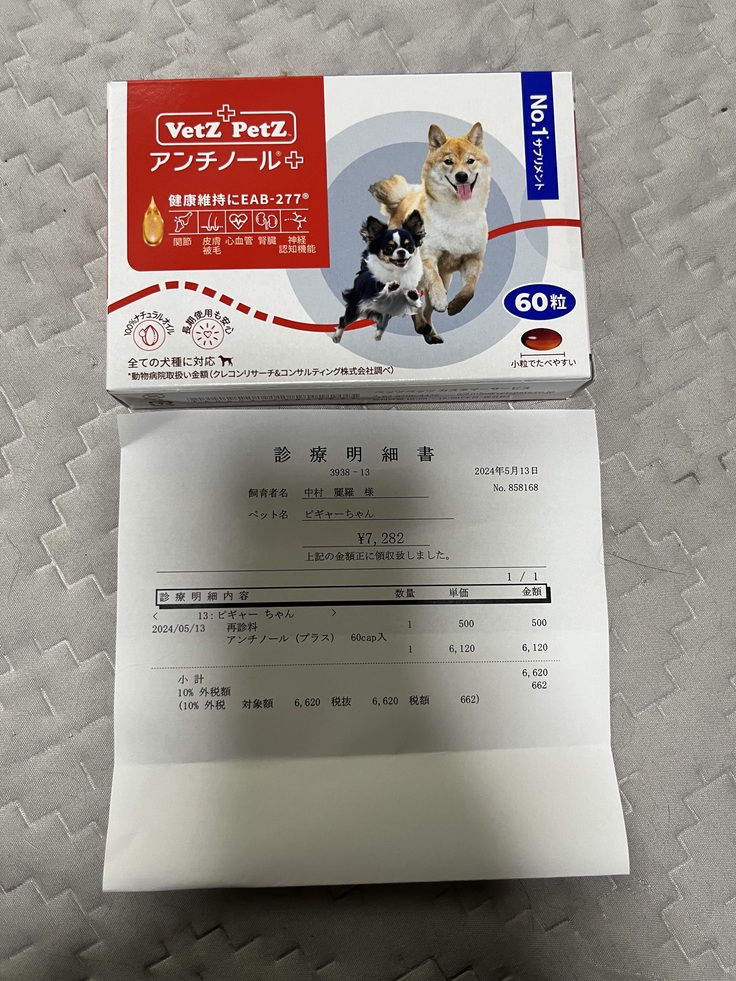 VetZ PetZ™
アンチノール®+
健康維持にEAB-277®
関節 皮膚被毛 心血管 腎臓 神経認知機能
No.1*サプリメント
60粒
小粒でたべやすい
100%ナチュラルオイル
長期使用も安心
全ての犬種に対応
*動物病院取扱い金額(クレコンリサーチ&コンサルティング株式会社調べ)
診療明細書
3938-13
2024年5月13日
No.858168
飼育者名 中村 麗羅 様
ペット名 ピギャーちゃん
¥7,282
上記の金額正に領収致しました。
1 / 1
診療明細内容 数量 単価 金額
< 13:ピギャー ちゃん >
2024/05/13 再診料 1 500 500
アンチノール (プラス) 60cap入
1 6,120 6,120
小計 6,620
10% 外税額 662
(10% 外税 対象額 6,620 税抜 6,620 税額 662)